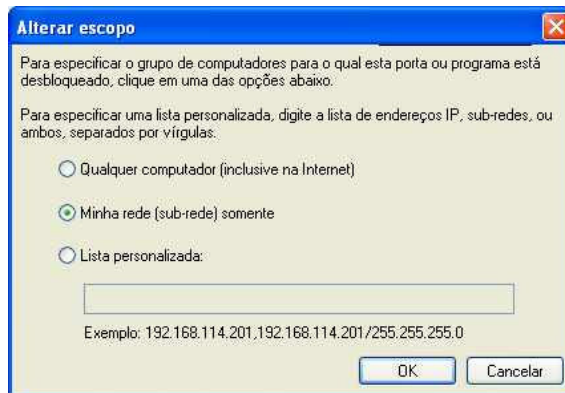 Alterar escopo
Para especificar o grupo de computadores para o qual esta porta ou programa está
desbloqueado, clique em uma das opções abaixo.
Para especificar uma lista personalizada, digite a lista de endereços IP, sub-redes, ou
ambos, separados por vírgulas.
Qualquer computador (inclusive na Internet)
Minha rede (sub-rede) somente
Lista personalizada:
Exemplo: 192.168.114.201,192.168.114.201/255.255.255.0
OK Cancelar